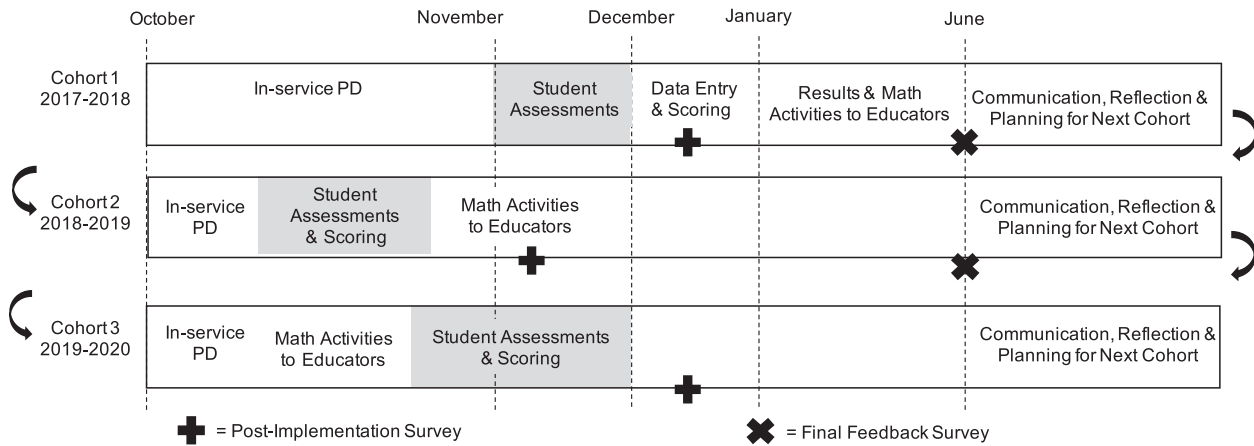 October
November
December
January
June
Cohort 1
2017-2018
In-service PD
Student
Assessments
Data Entry
& Scoring
Results & Math
Activities to Educators
Communication, Reflection &
Planning for Next Cohort
Cohort 2
2018-2019
In-service
PD
Student
Assessments
& Scoring
Math Activities
to Educators
Communication, Reflection &
Planning for Next Cohort
Cohort 3
2019-2020
In-service
PD
Math Activities
to Educators
Student Assessments
& Scoring
Communication, Reflection &
Planning for Next Cohort
= Post-Implementation Survey
= Final Feedback Survey